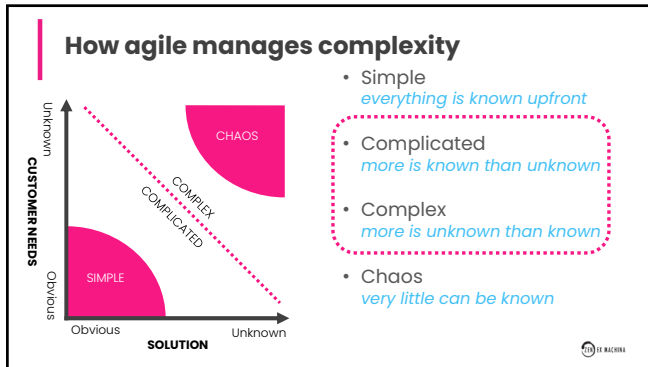 How agile manages complexity
Unknown
CUSTOMER NEEDS
Obvious
CHAOS
COMPLEX
COMPLICATED
SIMPLE
Obvious
Unknown
SOLUTION
• Simple
everything is known upfront
• Complicated
more is known than unknown
• Complex
more is unknown than known
• Chaos
very little can be known
ZEN EX MACHINA